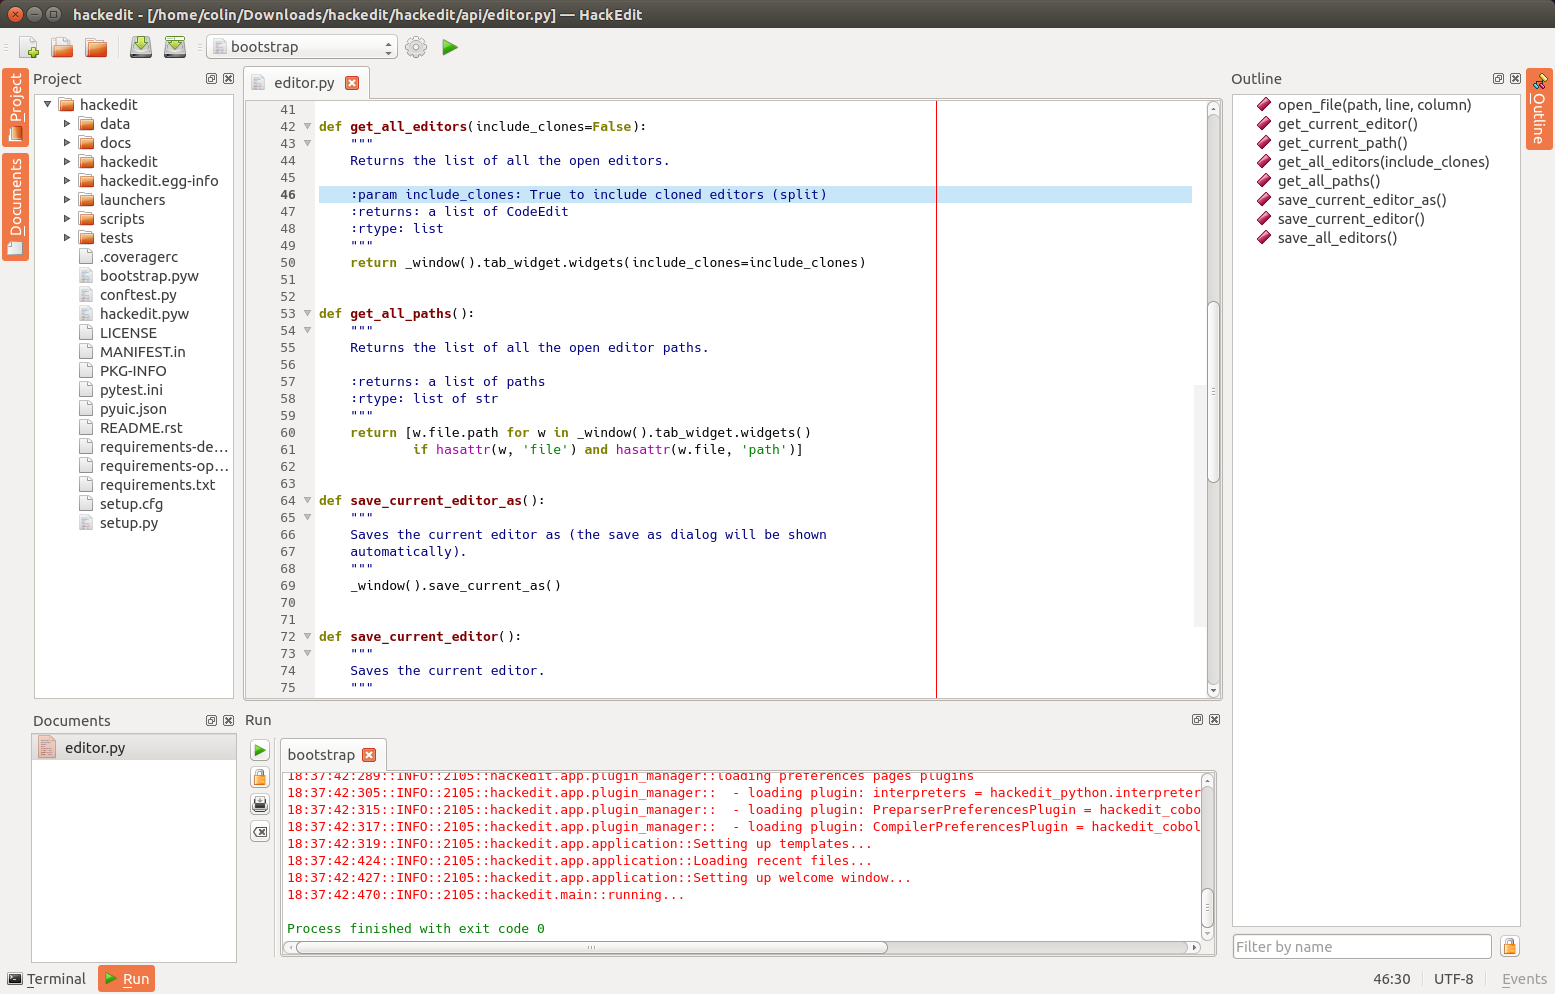 hackedit - [/home/colin/Downloads/hackedit/hackedit/api/editor.py] — HackEdit
bootstrap
Project
Documents
Project
hackedit
data
docs
hackedit
hackedit.egg-info
launchers
scripts
tests
.coveragerc
bootstrap.pyw
conftest.py
hackedit.pyw
LICENSE
MANIFEST.in
PKG-INFO
pytest.ini
pyuic.json
README.rst
requirements-de...
requirements-op...
requirements.txt
setup.cfg
setup.py
editor.py
41
42 def get_all_editors(include_clones=False):
43     """
44     Returns the list of all the open editors.
45
46     :param include_clones: True to include cloned editors (split)
47     :returns: a list of CodeEdit
48     :rtype: list
49     """
50     return _window().tab_widget.widgets(include_clones=include_clones)
51
52
53 def get_all_paths():
54     """
55     Returns the list of all the open editor paths.
56
57     :returns: a list of paths
58     :rtype: list of str
59     """
60     return [w.file.path for w in _window().tab_widget.widgets()
61             if hasattr(w, 'file') and hasattr(w.file, 'path')]
62
63
64 def save_current_editor_as():
65     """
66     Saves the current editor as (the save as dialog will be shown
67     automatically).
68     """
69     _window().save_current_as()
70
71
72 def save_current_editor():
73     """
74     Saves the current editor.
75     """
Outline
open_file(path, line, column)
get_current_editor()
get_current_path()
get_all_editors(include_clones)
get_all_paths()
save_current_editor_as()
save_current_editor()
save_all_editors()
Outline
Filter by name
Documents
editor.py
Run
bootstrap
18:37:42:289::INFO::2105::hackedit.app.plugin_manager::loading preferences pages plugins
18:37:42:305::INFO::2105::hackedit.app.plugin_manager::  - loading plugin: interpreters = hackedit_python.interpreter
18:37:42:315::INFO::2105::hackedit.app.plugin_manager::  - loading plugin: PreparserPreferencesPlugin = hackedit_cobo
18:37:42:317::INFO::2105::hackedit.app.plugin_manager::  - loading plugin: CompilerPreferencesPlugin = hackedit_cobol
18:37:42:319::INFO::2105::hackedit.app.application::Setting up templates...
18:37:42:424::INFO::2105::hackedit.app.application::Loading recent files...
18:37:42:427::INFO::2105::hackedit.app.application::Setting up welcome window...
18:37:42:470::INFO::2105::hackedit.main::running...
Process finished with exit code 0
Terminal
Run
46:30
UTF-8
Events